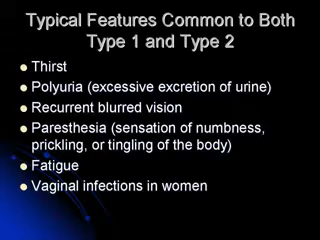 Typical Features Common to Both
Type 1 and Type 2
Thirst
Polyuria (excessive excretion of urine)
Recurrent blurred vision
Paresthesia (sensation of numbness,
prickling, or tingling of the body)
Fatigue
Vaginal infections in women